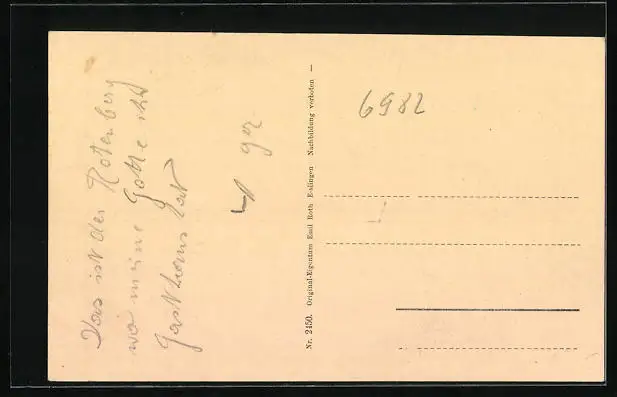 Das ist der Rotenberg
wo meine Gotte ihr
Gasthaus hat
6982
Nr. 2450. Original-Eigentum Emil Roth Esslingen Nachbildung verboten —